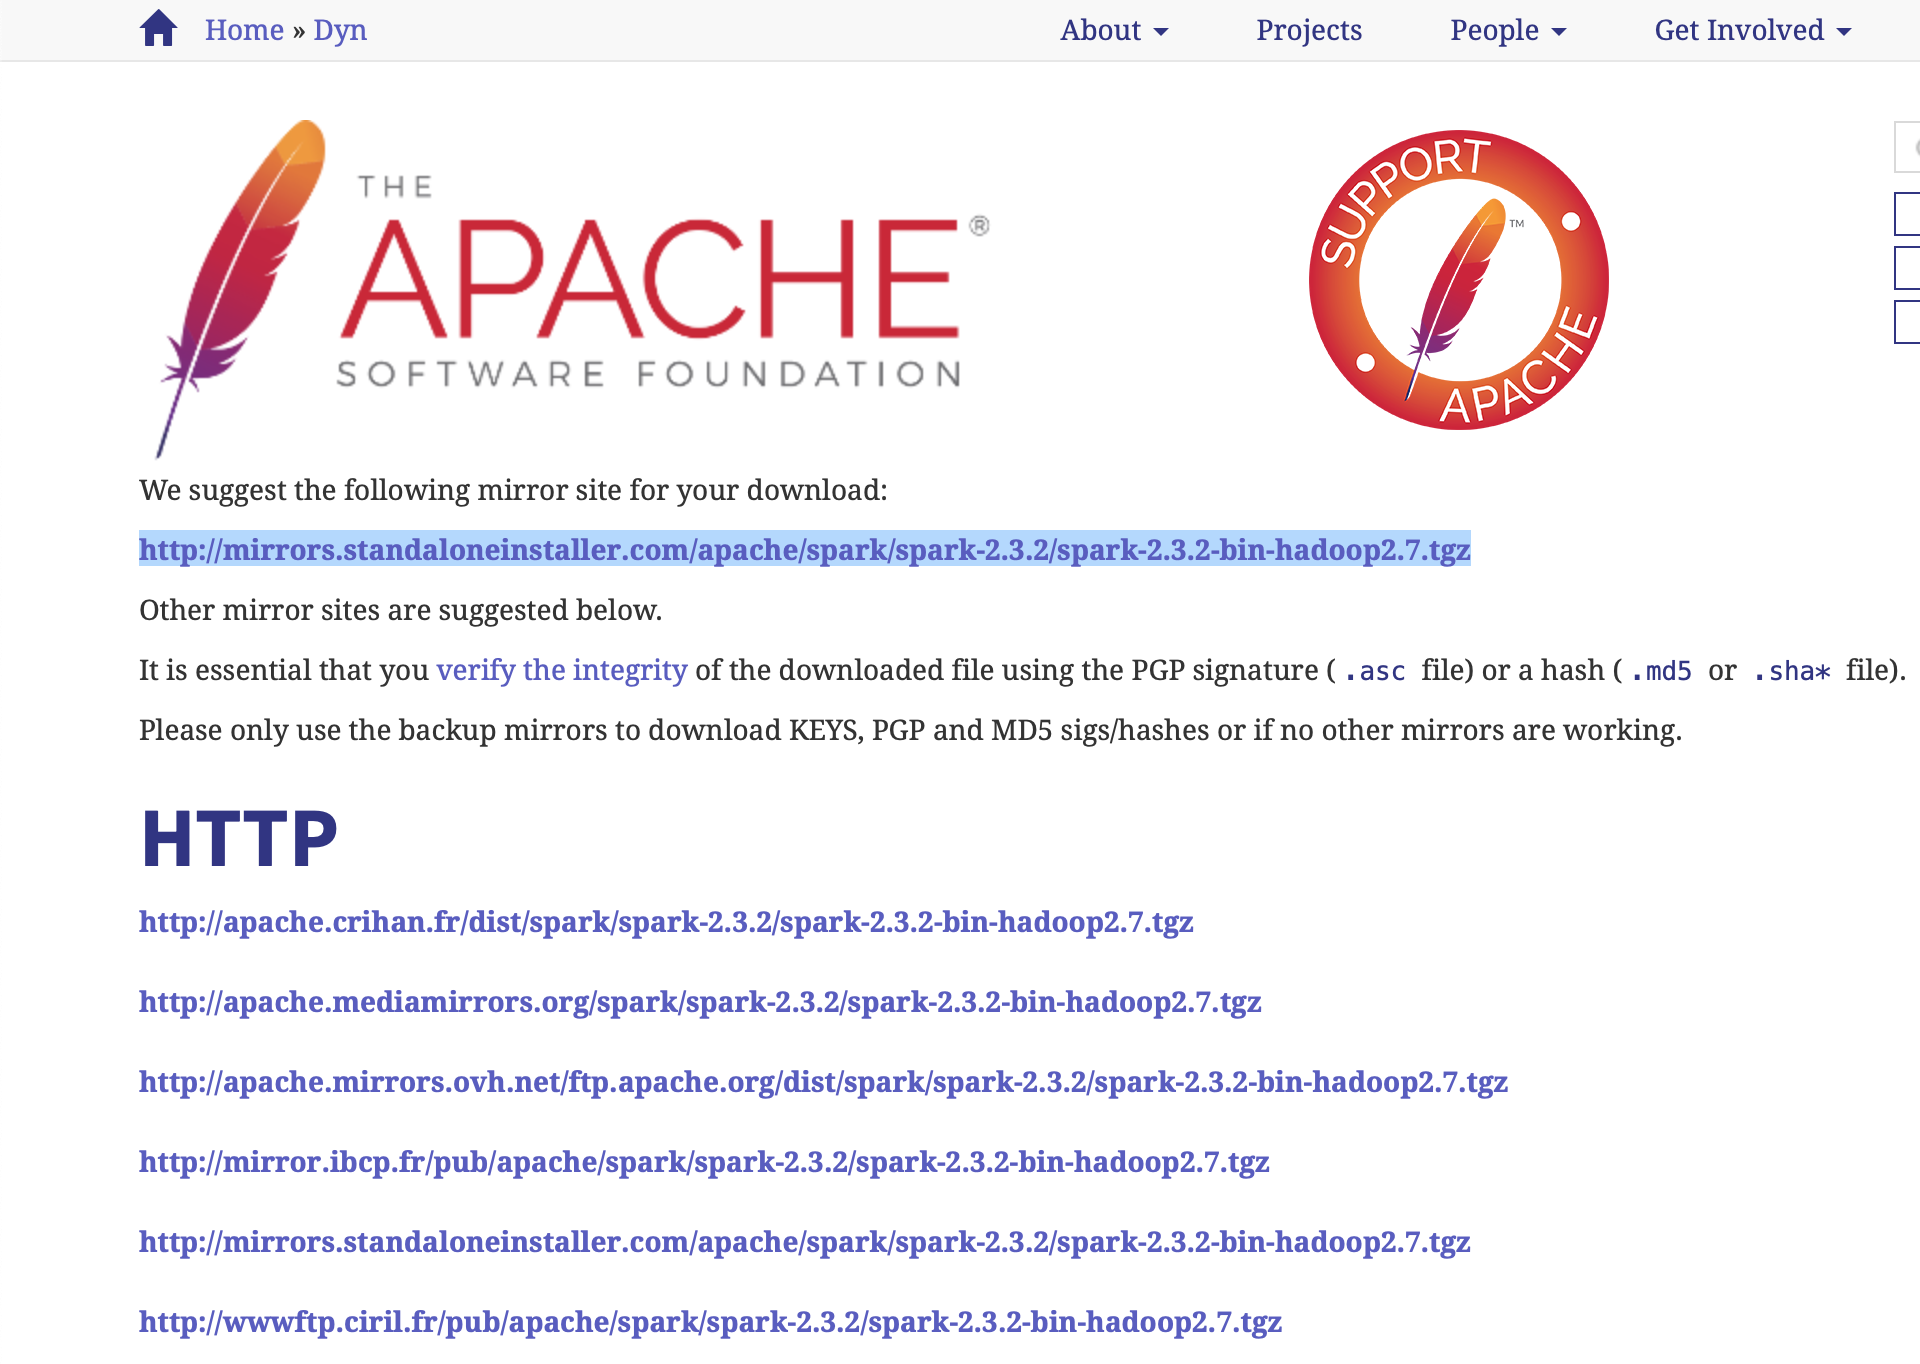 Home » Dyn
About
Projects
People
Get Involved
THE
APACHE®
SOFTWARE FOUNDATION
SUPPORT
™
APACHE
We suggest the following mirror site for your download:
http://mirrors.standaloneinstaller.com/apache/spark/spark-2.3.2/spark-2.3.2-bin-hadoop2.7.tgz
Other mirror sites are suggested below.
It is essential that you verify the integrity of the downloaded file using the PGP signature ( .asc file) or a hash ( .md5 or .sha* file).
Please only use the backup mirrors to download KEYS, PGP and MD5 sigs/hashes or if no other mirrors are working.
HTTP
http://apache.crihan.fr/dist/spark/spark-2.3.2/spark-2.3.2-bin-hadoop2.7.tgz
http://apache.mediamirrors.org/spark/spark-2.3.2/spark-2.3.2-bin-hadoop2.7.tgz
http://apache.mirrors.ovh.net/ftp.apache.org/dist/spark/spark-2.3.2/spark-2.3.2-bin-hadoop2.7.tgz
http://mirror.ibcp.fr/pub/apache/spark/spark-2.3.2/spark-2.3.2-bin-hadoop2.7.tgz
http://mirrors.standaloneinstaller.com/apache/spark/spark-2.3.2/spark-2.3.2-bin-hadoop2.7.tgz
http://wwwftp.ciril.fr/pub/apache/spark/spark-2.3.2/spark-2.3.2-bin-hadoop2.7.tgz